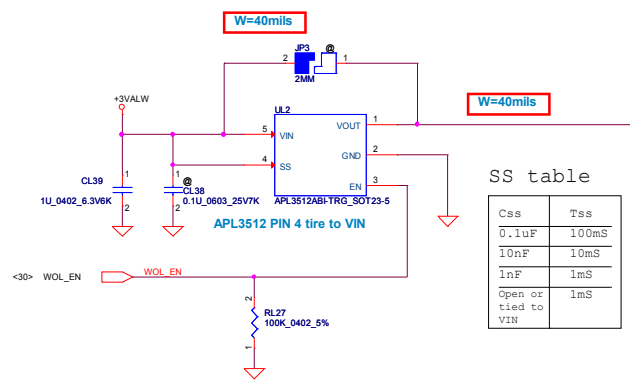 W=40mils
JP3 @
2 1
2MM
W=40mils
+3VALW
UL2
5 VIN
VOUT 1
4 SS
GND 2
EN 3
APL3512ABI-TRG_SOT23-5
1
CL39
1U_0402_6.3V6K
2
@
1
CL38
0.1U_0603_25V7K
2
APL3512 PIN 4 tire to VIN
SS table
Css Tss
0.1uF 100mS
10nF 10mS
1nF 1mS
Open or tied to VIN 1mS
<30> WOL_EN WOL_EN
2
RL27
100K_0402_5%
1